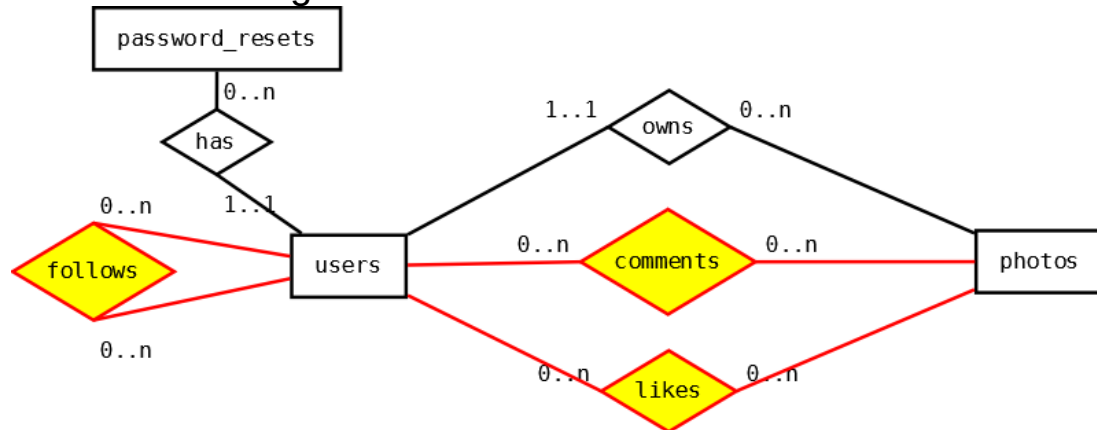 password_resets
0..n
has
1..1
1..1
owns
0..n
0..n
follows
0..n
users
0..n
comments
0..n
photos
0..n
likes
0..n